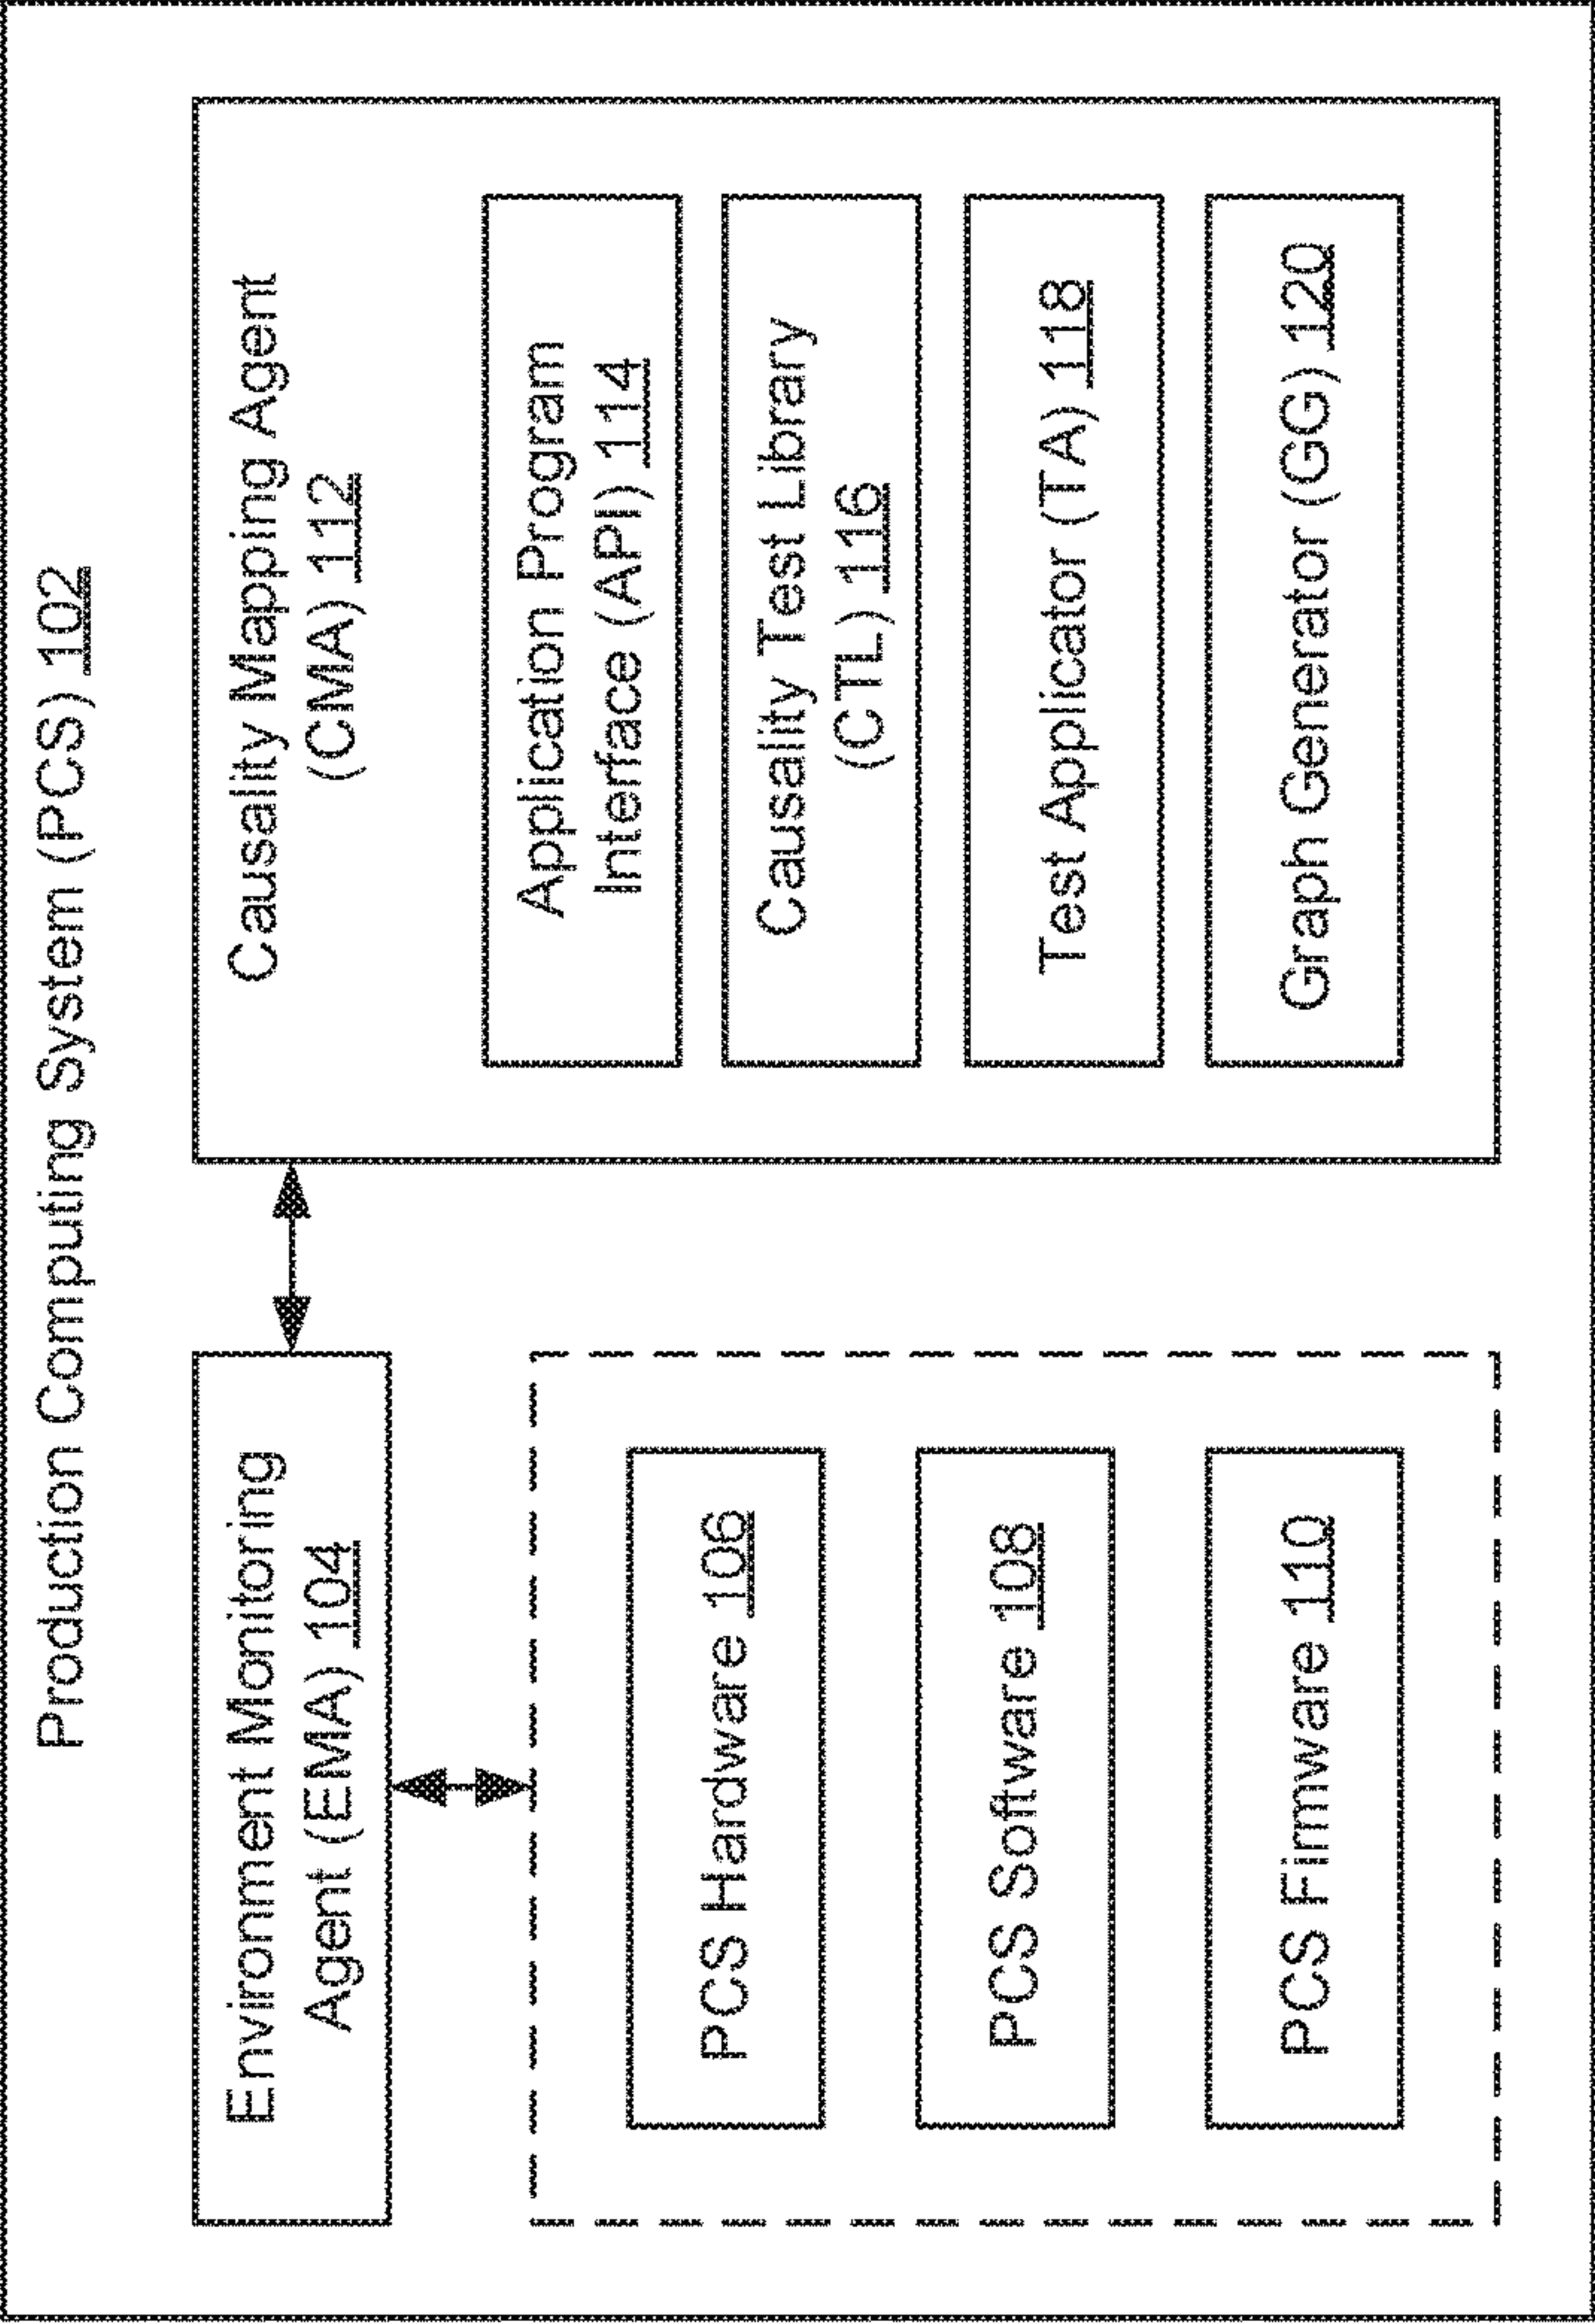 Production Computing System (PCS) 102
Environment Monitoring
Agent (EMA) 104
PCS Hardware 106
PCS Software 108
PCS Firmware 110
Causality Mapping Agent
(CMA) 112
Application Program
Interface (API) 114
Causality Test Library
(CTL) 116
Test Applicator (TA) 118
Graph Generator (GG) 120